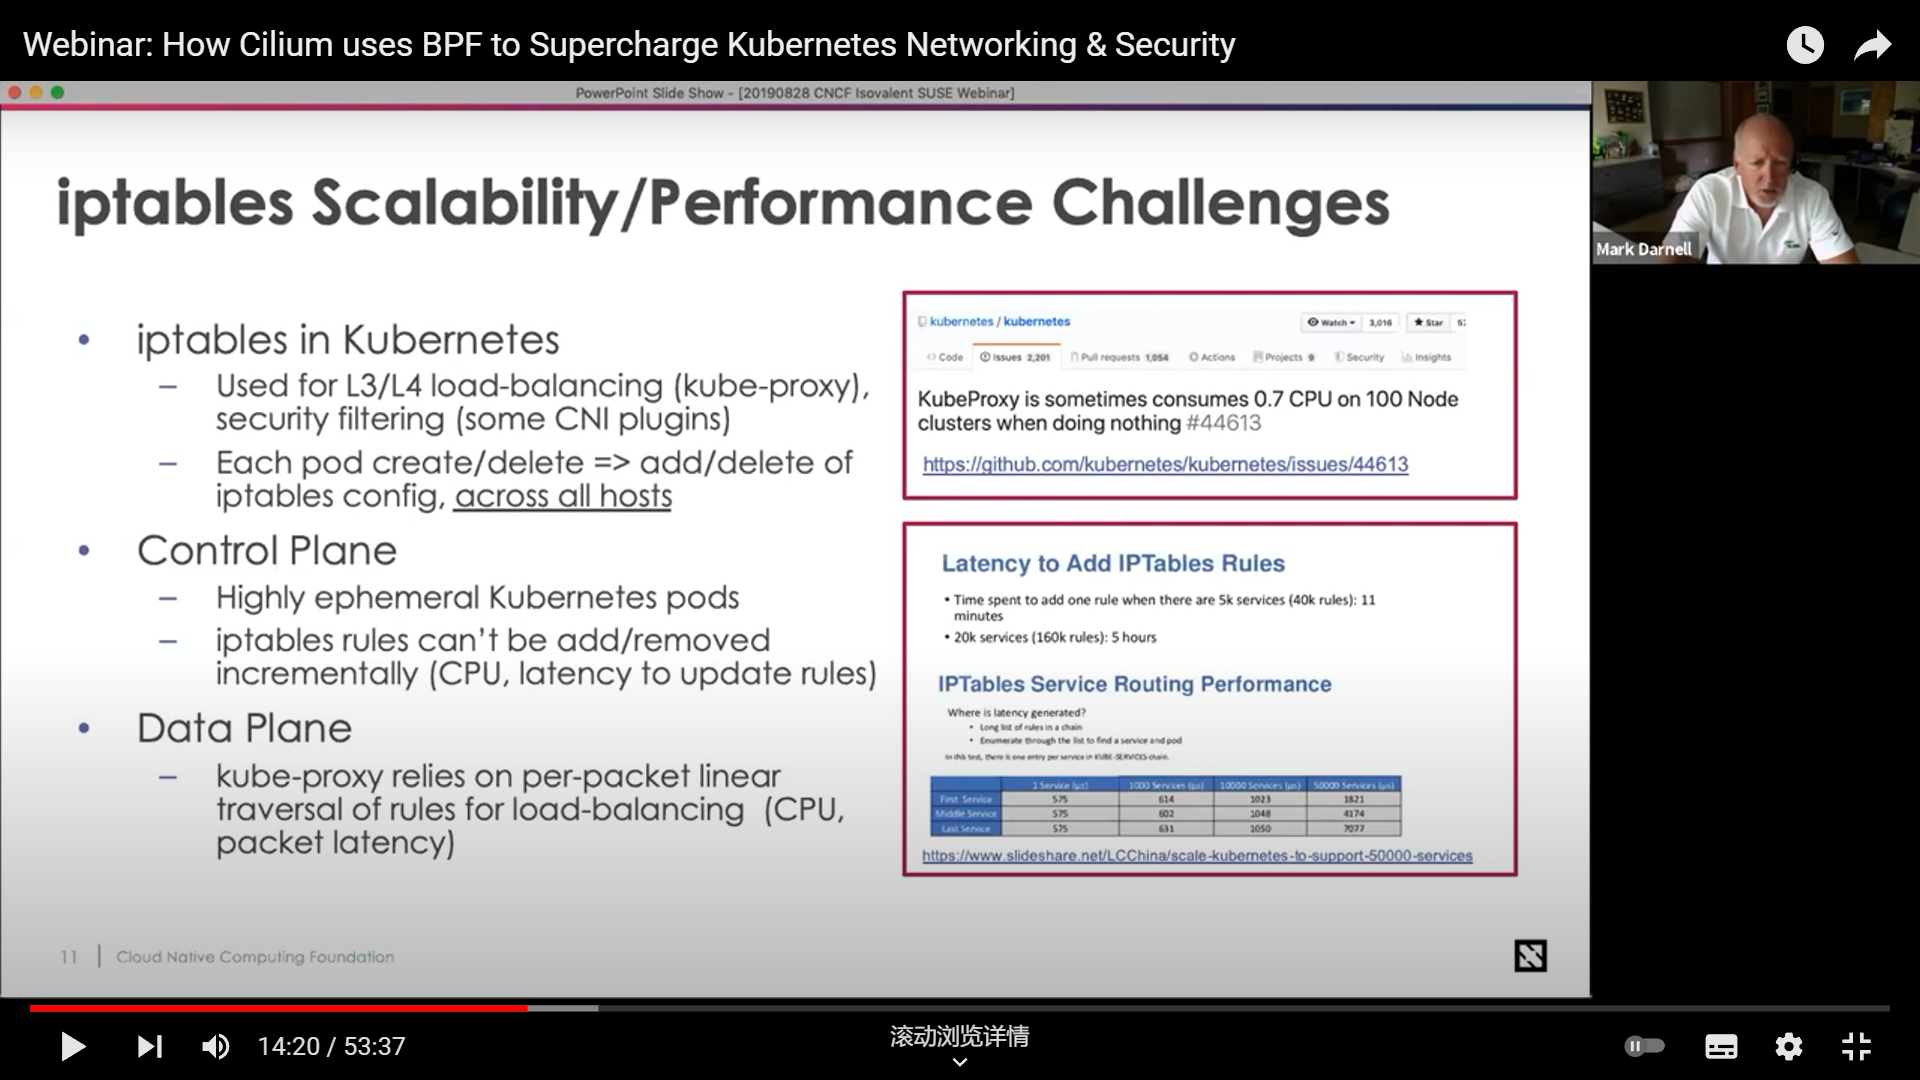 Webinar: How Cilium uses BPF to Supercharge Kubernetes Networking & Security
PowerPoint Slide Show - [20190828 CNCF Isovalent SUSE Webinar]
Mark Darnell
iptables Scalability/Performance Challenges
• iptables in Kubernetes
– Used for L3/L4 load-balancing (kube-proxy),
security filtering (some CNI plugins)
– Each pod create/delete => add/delete of
iptables config, across all hosts
• Control Plane
– Highly ephemeral Kubernetes pods
– iptables rules can't be add/removed
incrementally (CPU, latency to update rules)
• Data Plane
– kube-proxy relies on per-packet linear
traversal of rules for load-balancing (CPU,
packet latency)
kubernetes / kubernetes
Watch 3,016 Star
Code Issues 2,201 Pull requests 1,054 Actions Projects 9 Security Insights
KubeProxy is sometimes consumes 0.7 CPU on 100 Node
clusters when doing nothing #44613
https://github.com/kubernetes/kubernetes/issues/44613
Latency to Add IPTables Rules
• Time spent to add one rule when there are 5k services (40k rules): 11
minutes
• 20k services (160k rules): 5 hours
IPTables Service Routing Performance
Where is latency generated?
• Long list of rules in a chain
• Enumerate through the list to find a service and pod
In this test, there is one entry per service in KUBE-SERVICES chain.
1 Service (µs) 1000 Services (µs) 10000 Services (µs) 50000 Services (µs)
First Service 575 614 1023 1821
Middle Service 575 602 1048 4174
Last Service 575 631 1050 7077
https://www.slideshare.net/LCChina/scale-kubernetes-to-support-50000-services
11 | Cloud Native Computing Foundation
14:20 / 53:37
滚动浏览详情